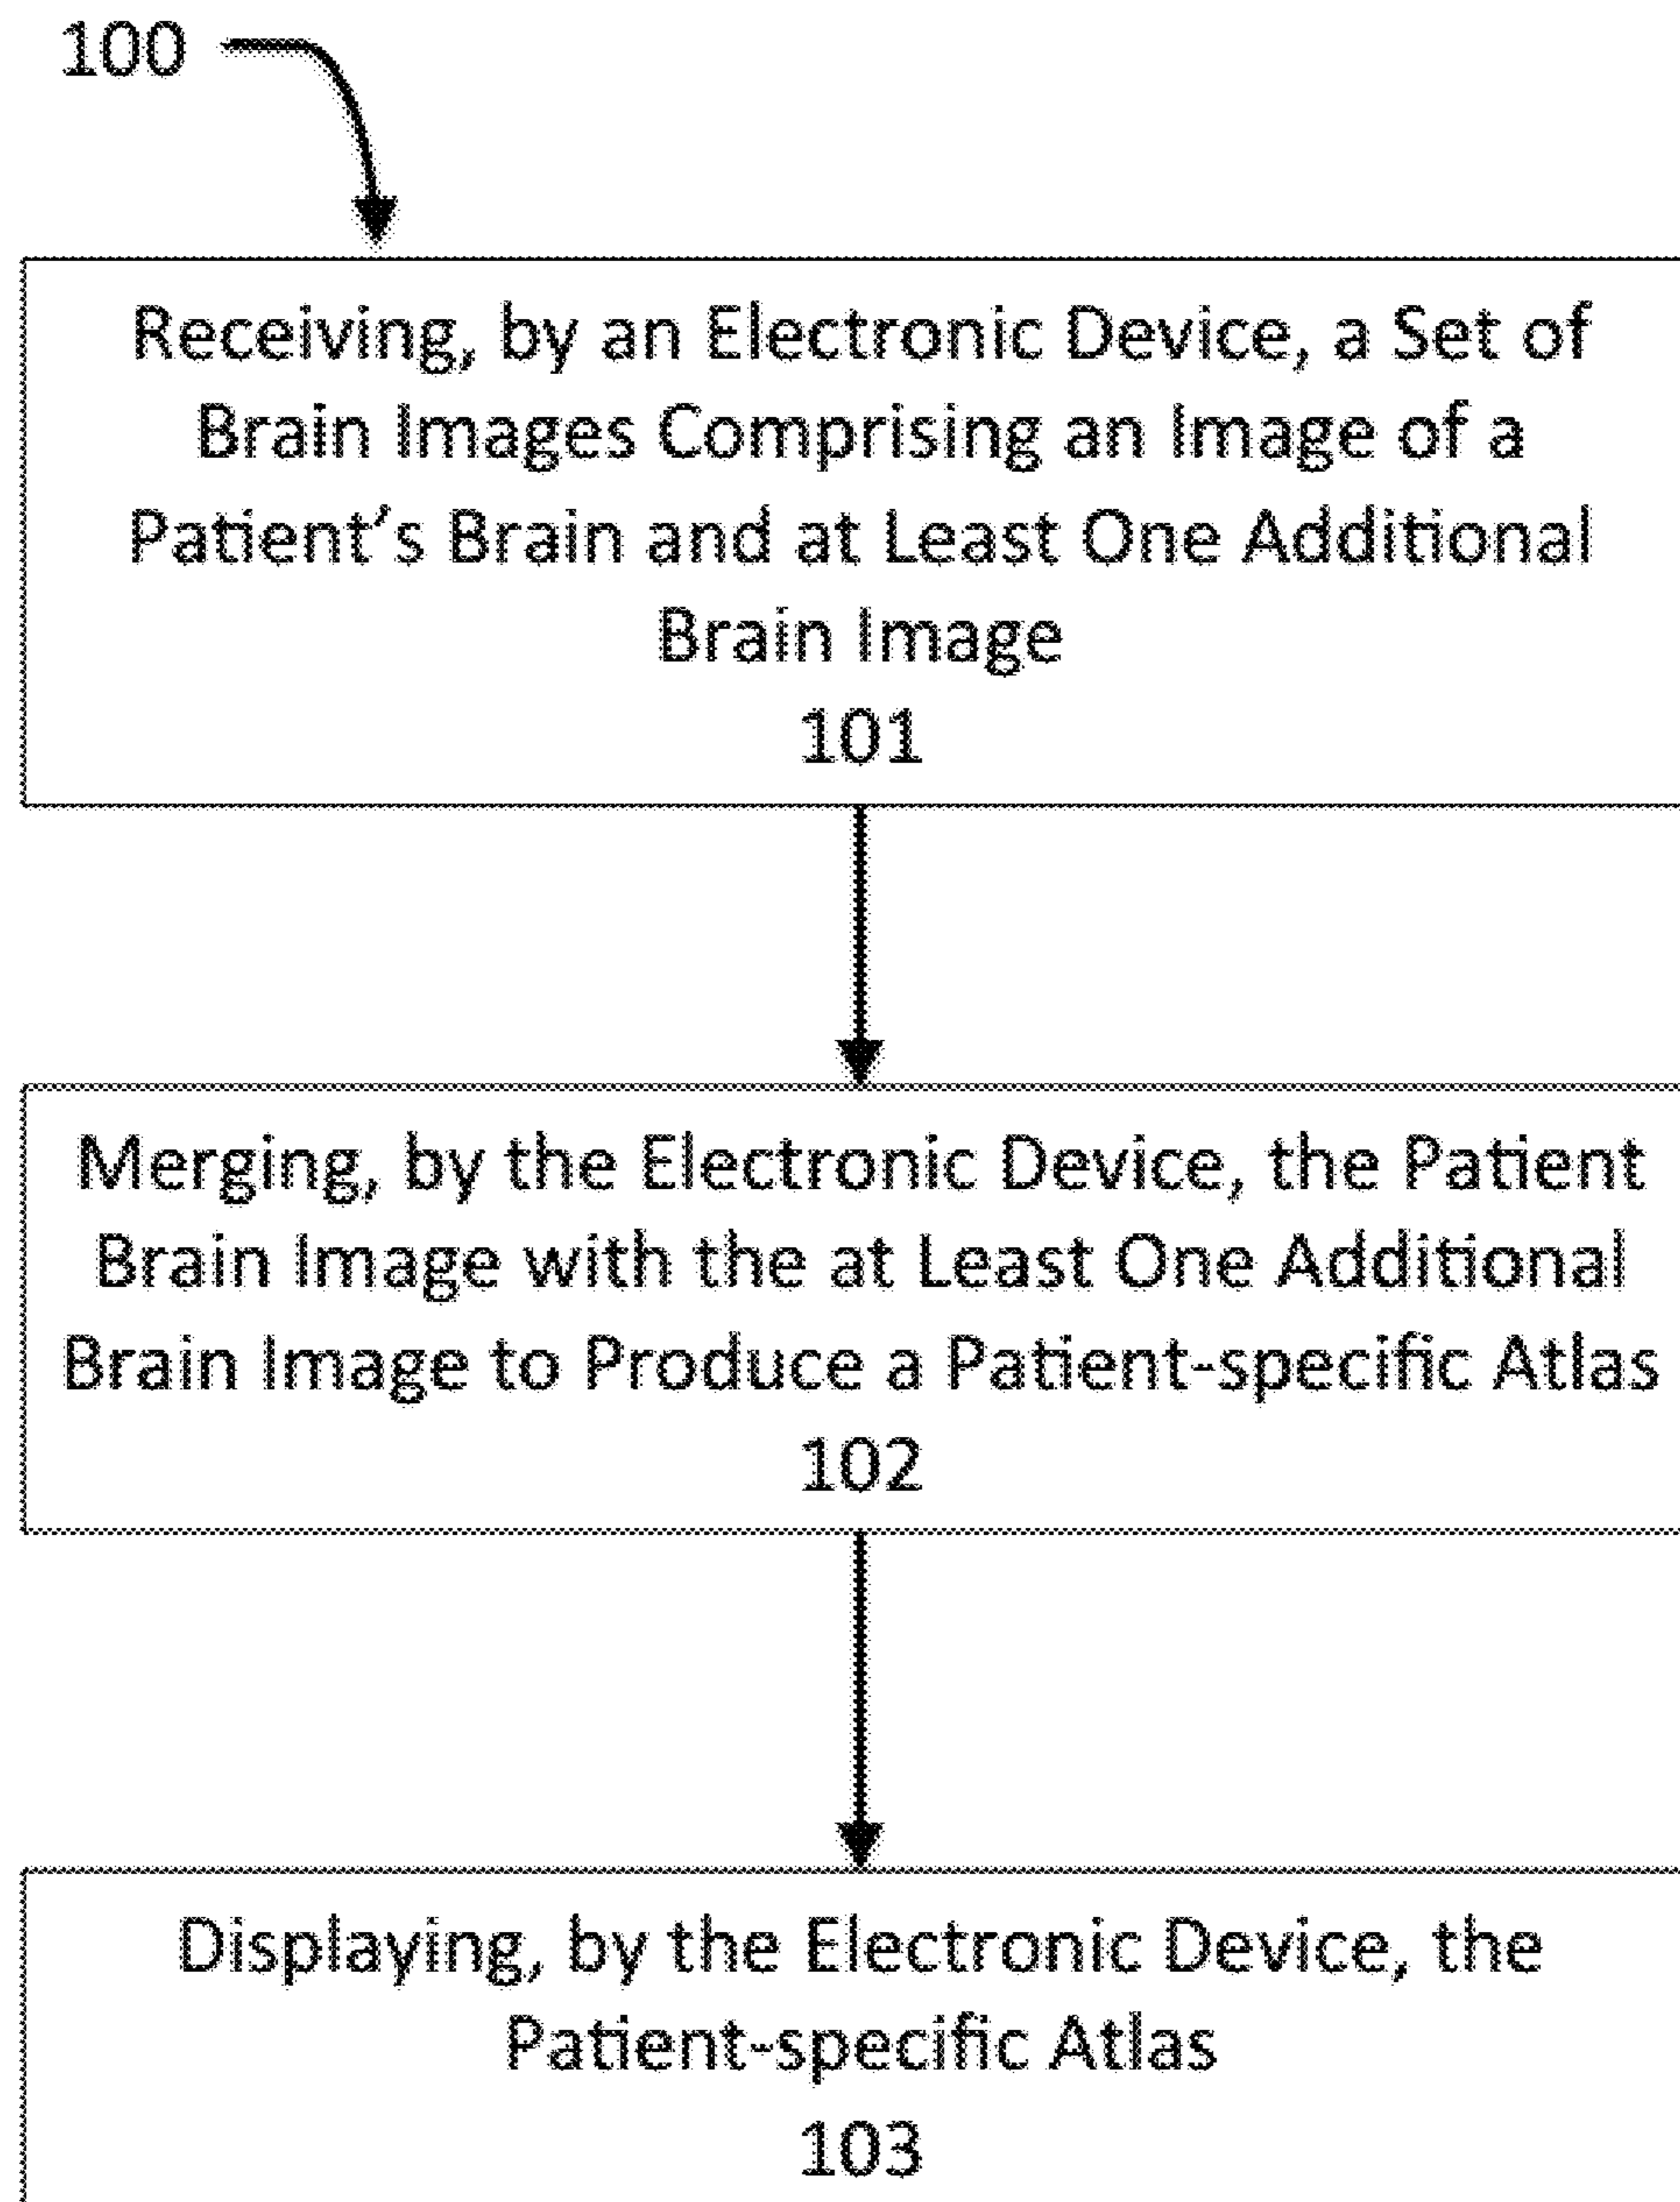 100
Receiving, by an Electronic Device, a Set of
Brain Images Comprising an Image of a
Patient's Brain and at Least One Additional
Brain Image
101
Merging, by the Electronic Device, the Patient
Brain Image with the at Least One Additional
Brain Image to Produce a Patient-specific Atlas
102
Displaying, by the Electronic Device, the
Patient-specific Atlas
103